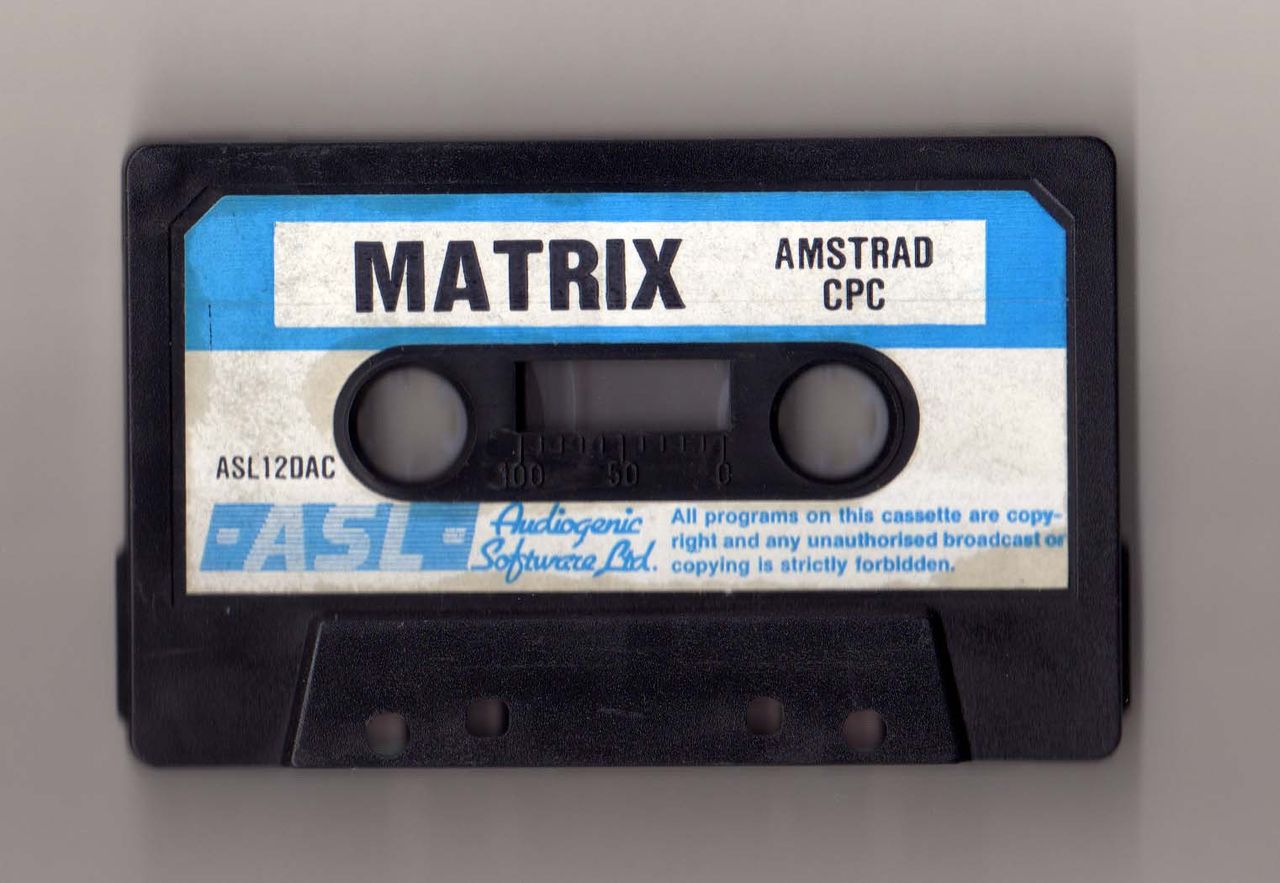 MATRIX
AMSTRAD
CPC
ASL12DAC
100 50 0
-ASL-
Audiogenic
Software Ltd.
All programs on this cassette are copy-
right and any unauthorised broadcast or
copying is strictly forbidden.